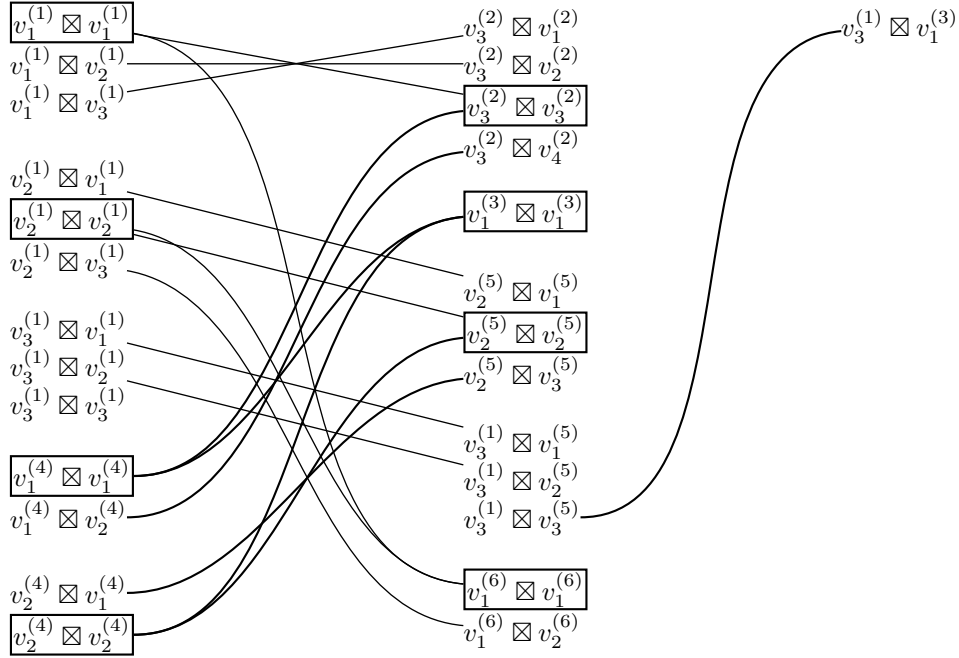 v_1^{(1)} ⊠ v_1^{(1)}
v_1^{(1)} ⊠ v_2^{(1)}
v_1^{(1)} ⊠ v_3^{(1)}
v_2^{(1)} ⊠ v_1^{(1)}
v_2^{(1)} ⊠ v_2^{(1)}
v_2^{(1)} ⊠ v_3^{(1)}
v_3^{(1)} ⊠ v_1^{(1)}
v_3^{(1)} ⊠ v_2^{(1)}
v_3^{(1)} ⊠ v_3^{(1)}
v_1^{(4)} ⊠ v_1^{(4)}
v_1^{(4)} ⊠ v_2^{(4)}
v_2^{(4)} ⊠ v_1^{(4)}
v_2^{(4)} ⊠ v_2^{(4)}
v_3^{(2)} ⊠ v_1^{(2)}
v_3^{(2)} ⊠ v_2^{(2)}
v_3^{(2)} ⊠ v_3^{(2)}
v_3^{(2)} ⊠ v_4^{(2)}
v_1^{(3)} ⊠ v_1^{(3)}
v_2^{(5)} ⊠ v_1^{(5)}
v_2^{(5)} ⊠ v_2^{(5)}
v_2^{(5)} ⊠ v_3^{(5)}
v_3^{(1)} ⊠ v_1^{(5)}
v_3^{(1)} ⊠ v_2^{(5)}
v_3^{(1)} ⊠ v_3^{(5)}
v_1^{(6)} ⊠ v_1^{(6)}
v_1^{(6)} ⊠ v_2^{(6)}
v_3^{(1)} ⊠ v_1^{(3)}